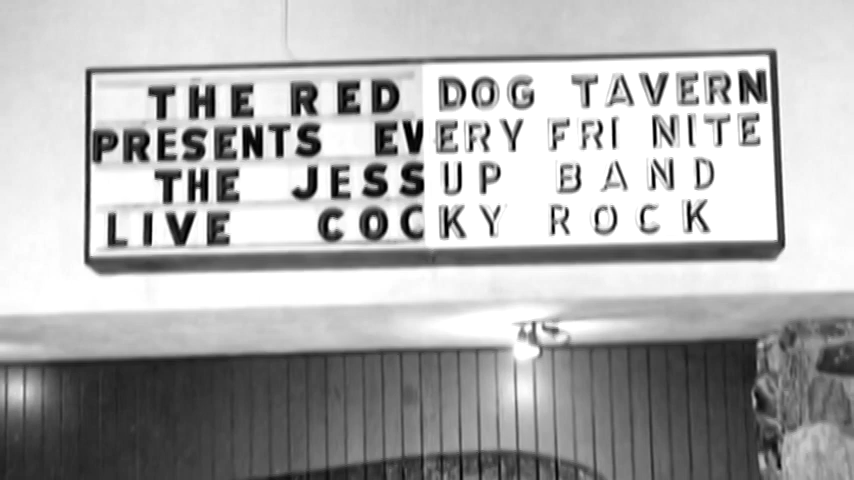 THE RED DOG TAVERN
PRESENTS EVERY FRI NITE
THE JESSUP BAND
LIVE COCKY ROCK